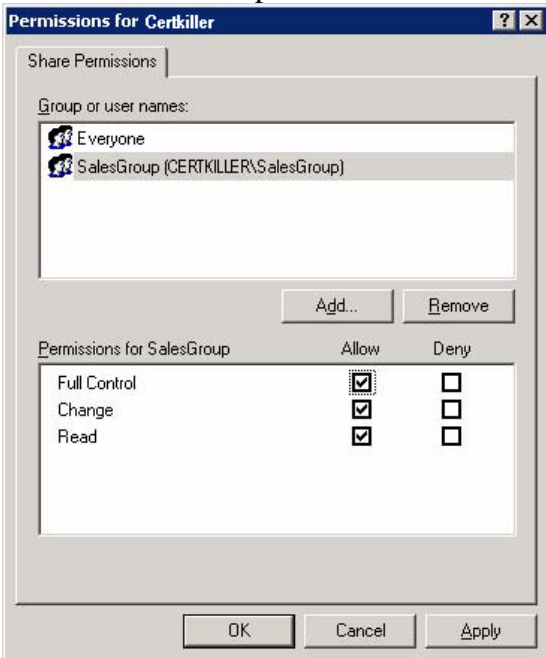 Permissions for Certkiller
Share Permissions
Group or user names:
Everyone
SalesGroup (CERTKILLER\SalesGroup)
Add... Remove
Permissions for SalesGroup Allow Deny
Full Control
Change
Read
OK Cancel Apply